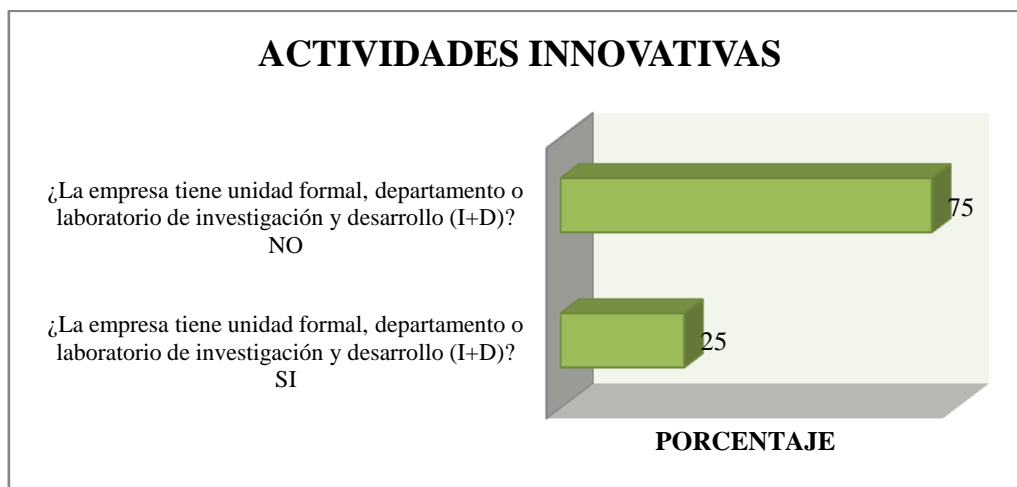 ACTIVIDADES INNOVATIVAS
¿La empresa tiene unidad formal, departamento o
laboratorio de investigación y desarrollo (I+D)?
NO
75
¿La empresa tiene unidad formal, departamento o
laboratorio de investigación y desarrollo (I+D)?
SI
25
PORCENTAJE